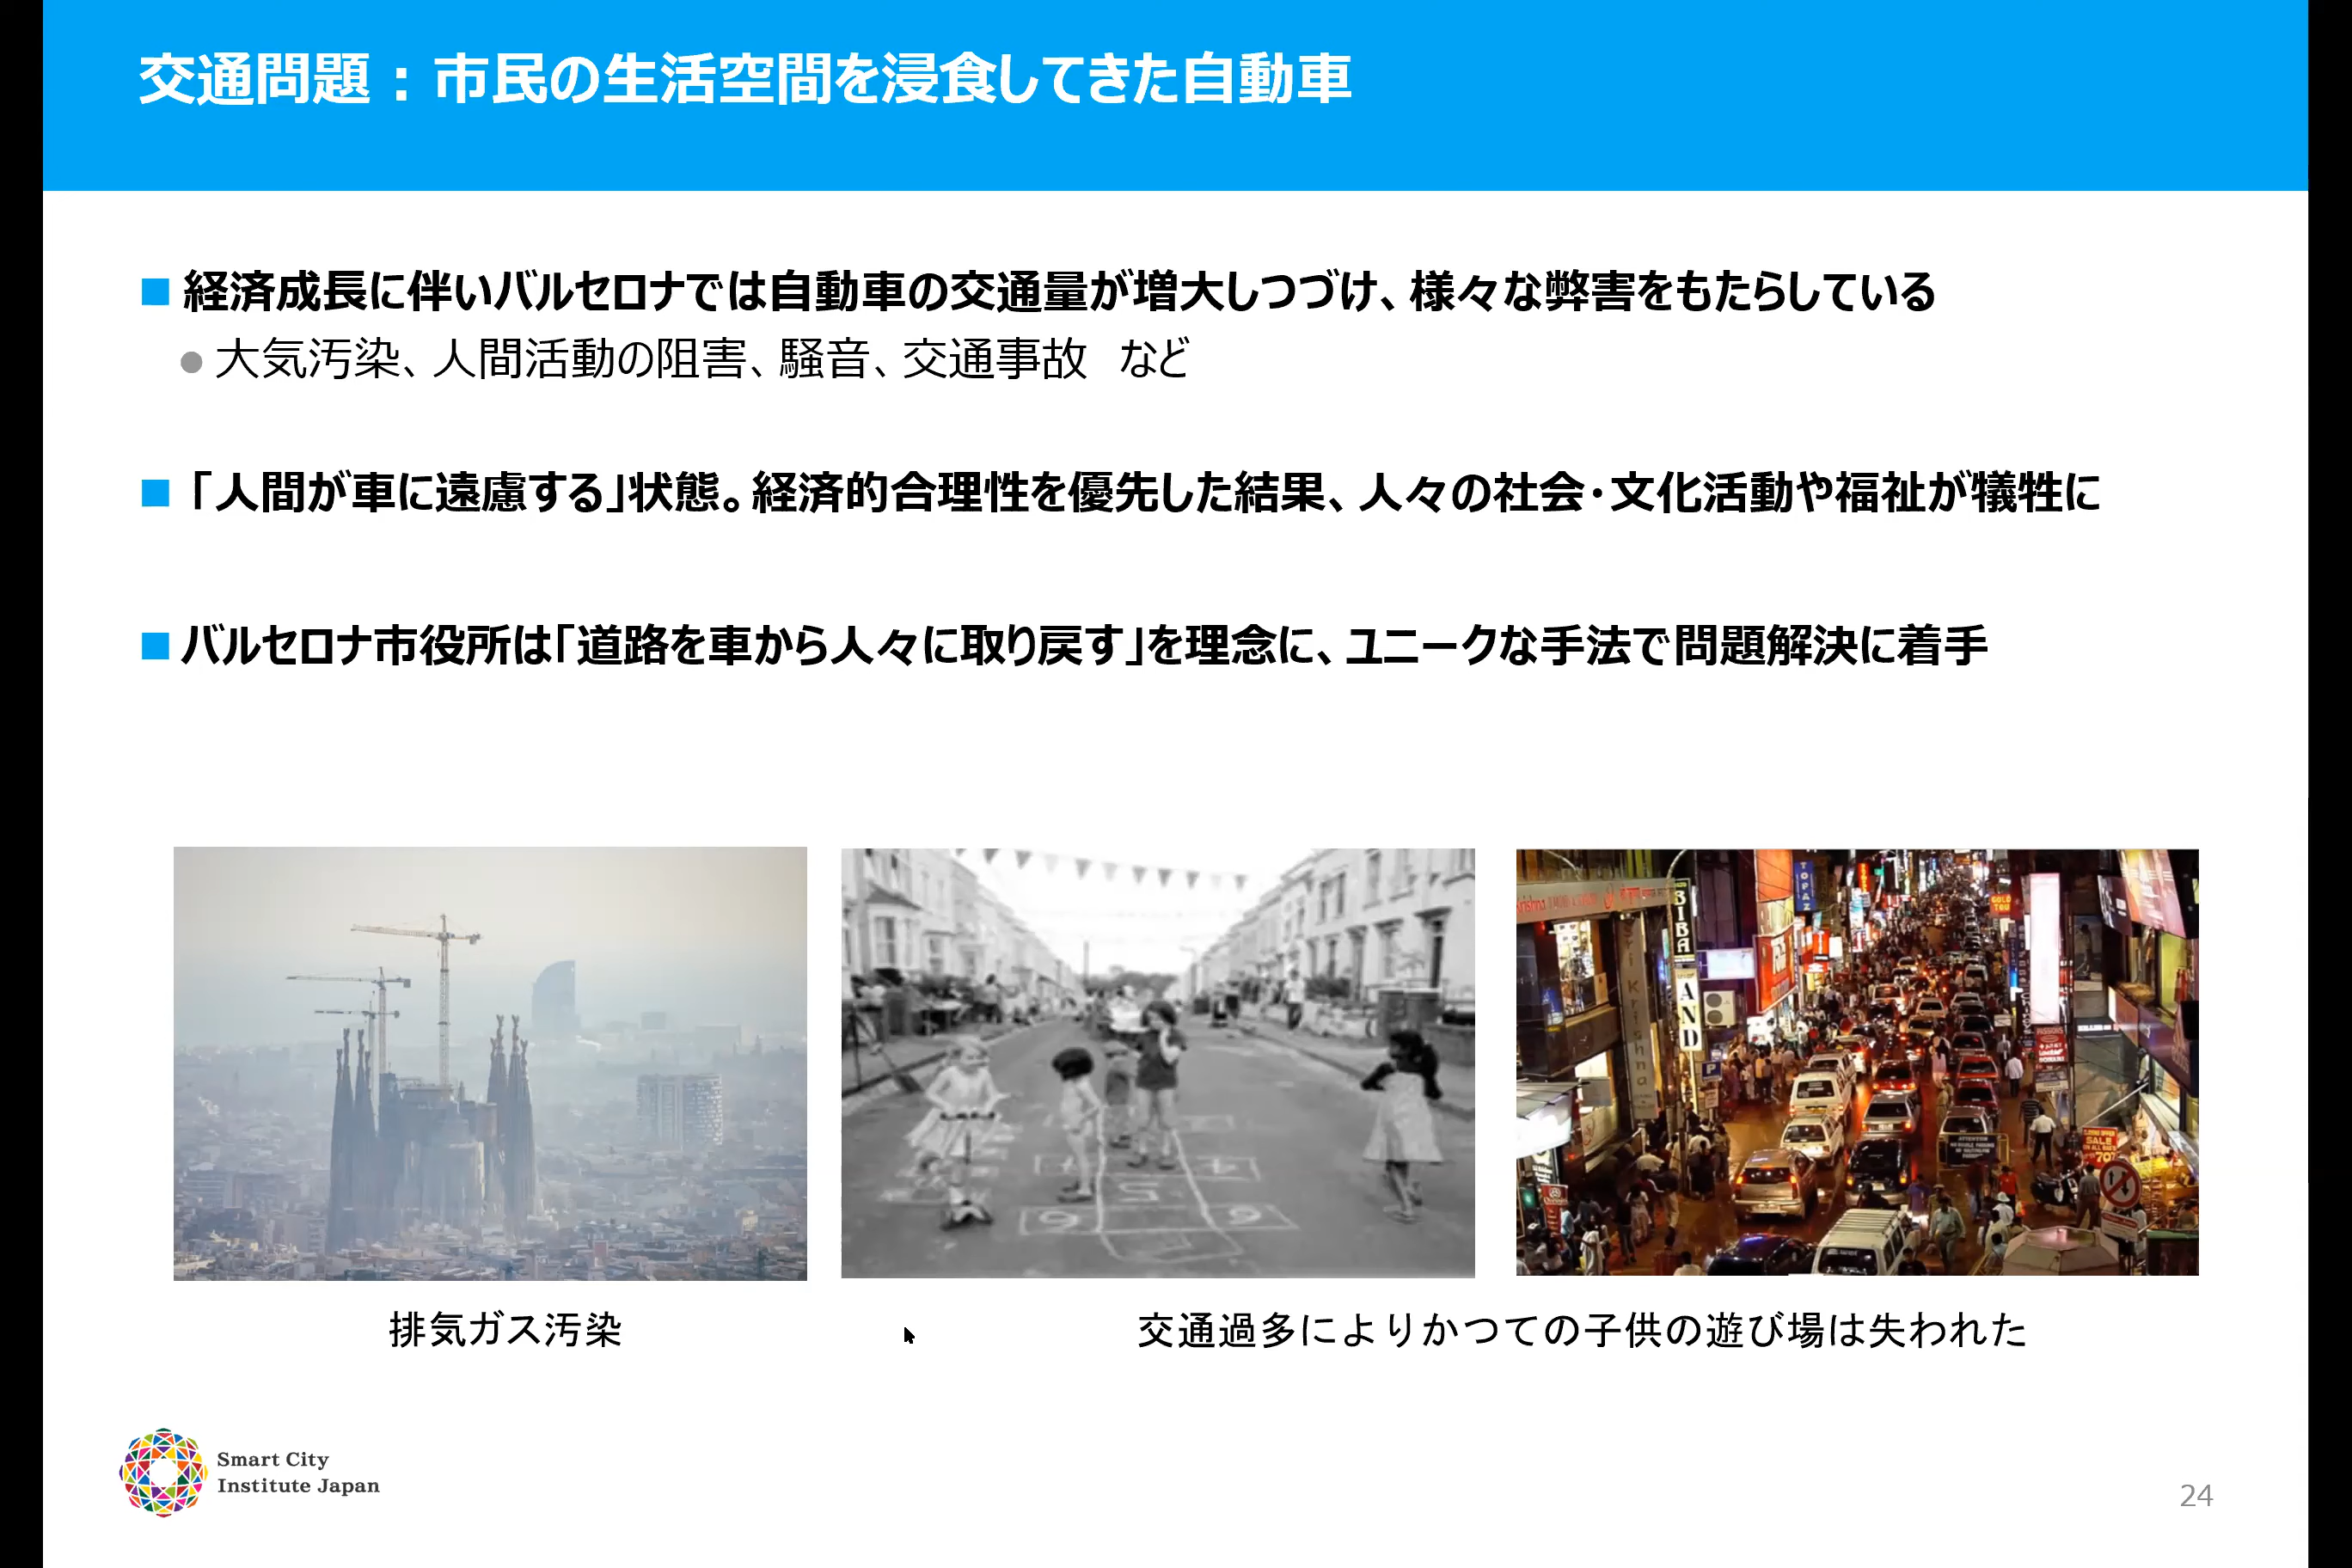 交通問題：市民の生活空間を浸食してきた自動車
■ 経済成長に伴いバルセロナでは自動車の交通量が増大しつづけ、様々な弊害をもたらしている
● 大気汚染、人間活動の阻害、騒音、交通事故　など
■ 「人間が車に遠慮する」状態。経済的合理性を優先した結果、人々の社会・文化活動や福祉が犠牲に
■ バルセロナ市役所は「道路を車から人々に取り戻す」を理念に、ユニークな手法で問題解決に着手
TOPAZ
BIBA
AND
P
GOLD
Sri Krishna
SALE
70
5
6
排気ガス汚染
交通過多によりかつての子供の遊び場は失われた
Smart City
Institute Japan
24